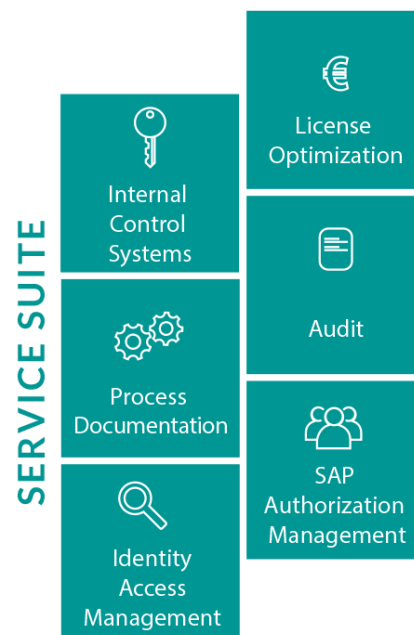 SERVICE SUITE
Internal
Control
Systems
Process
Documentation
Identity
Access
Management
License
Optimization
Audit
SAP
Authorization
Management